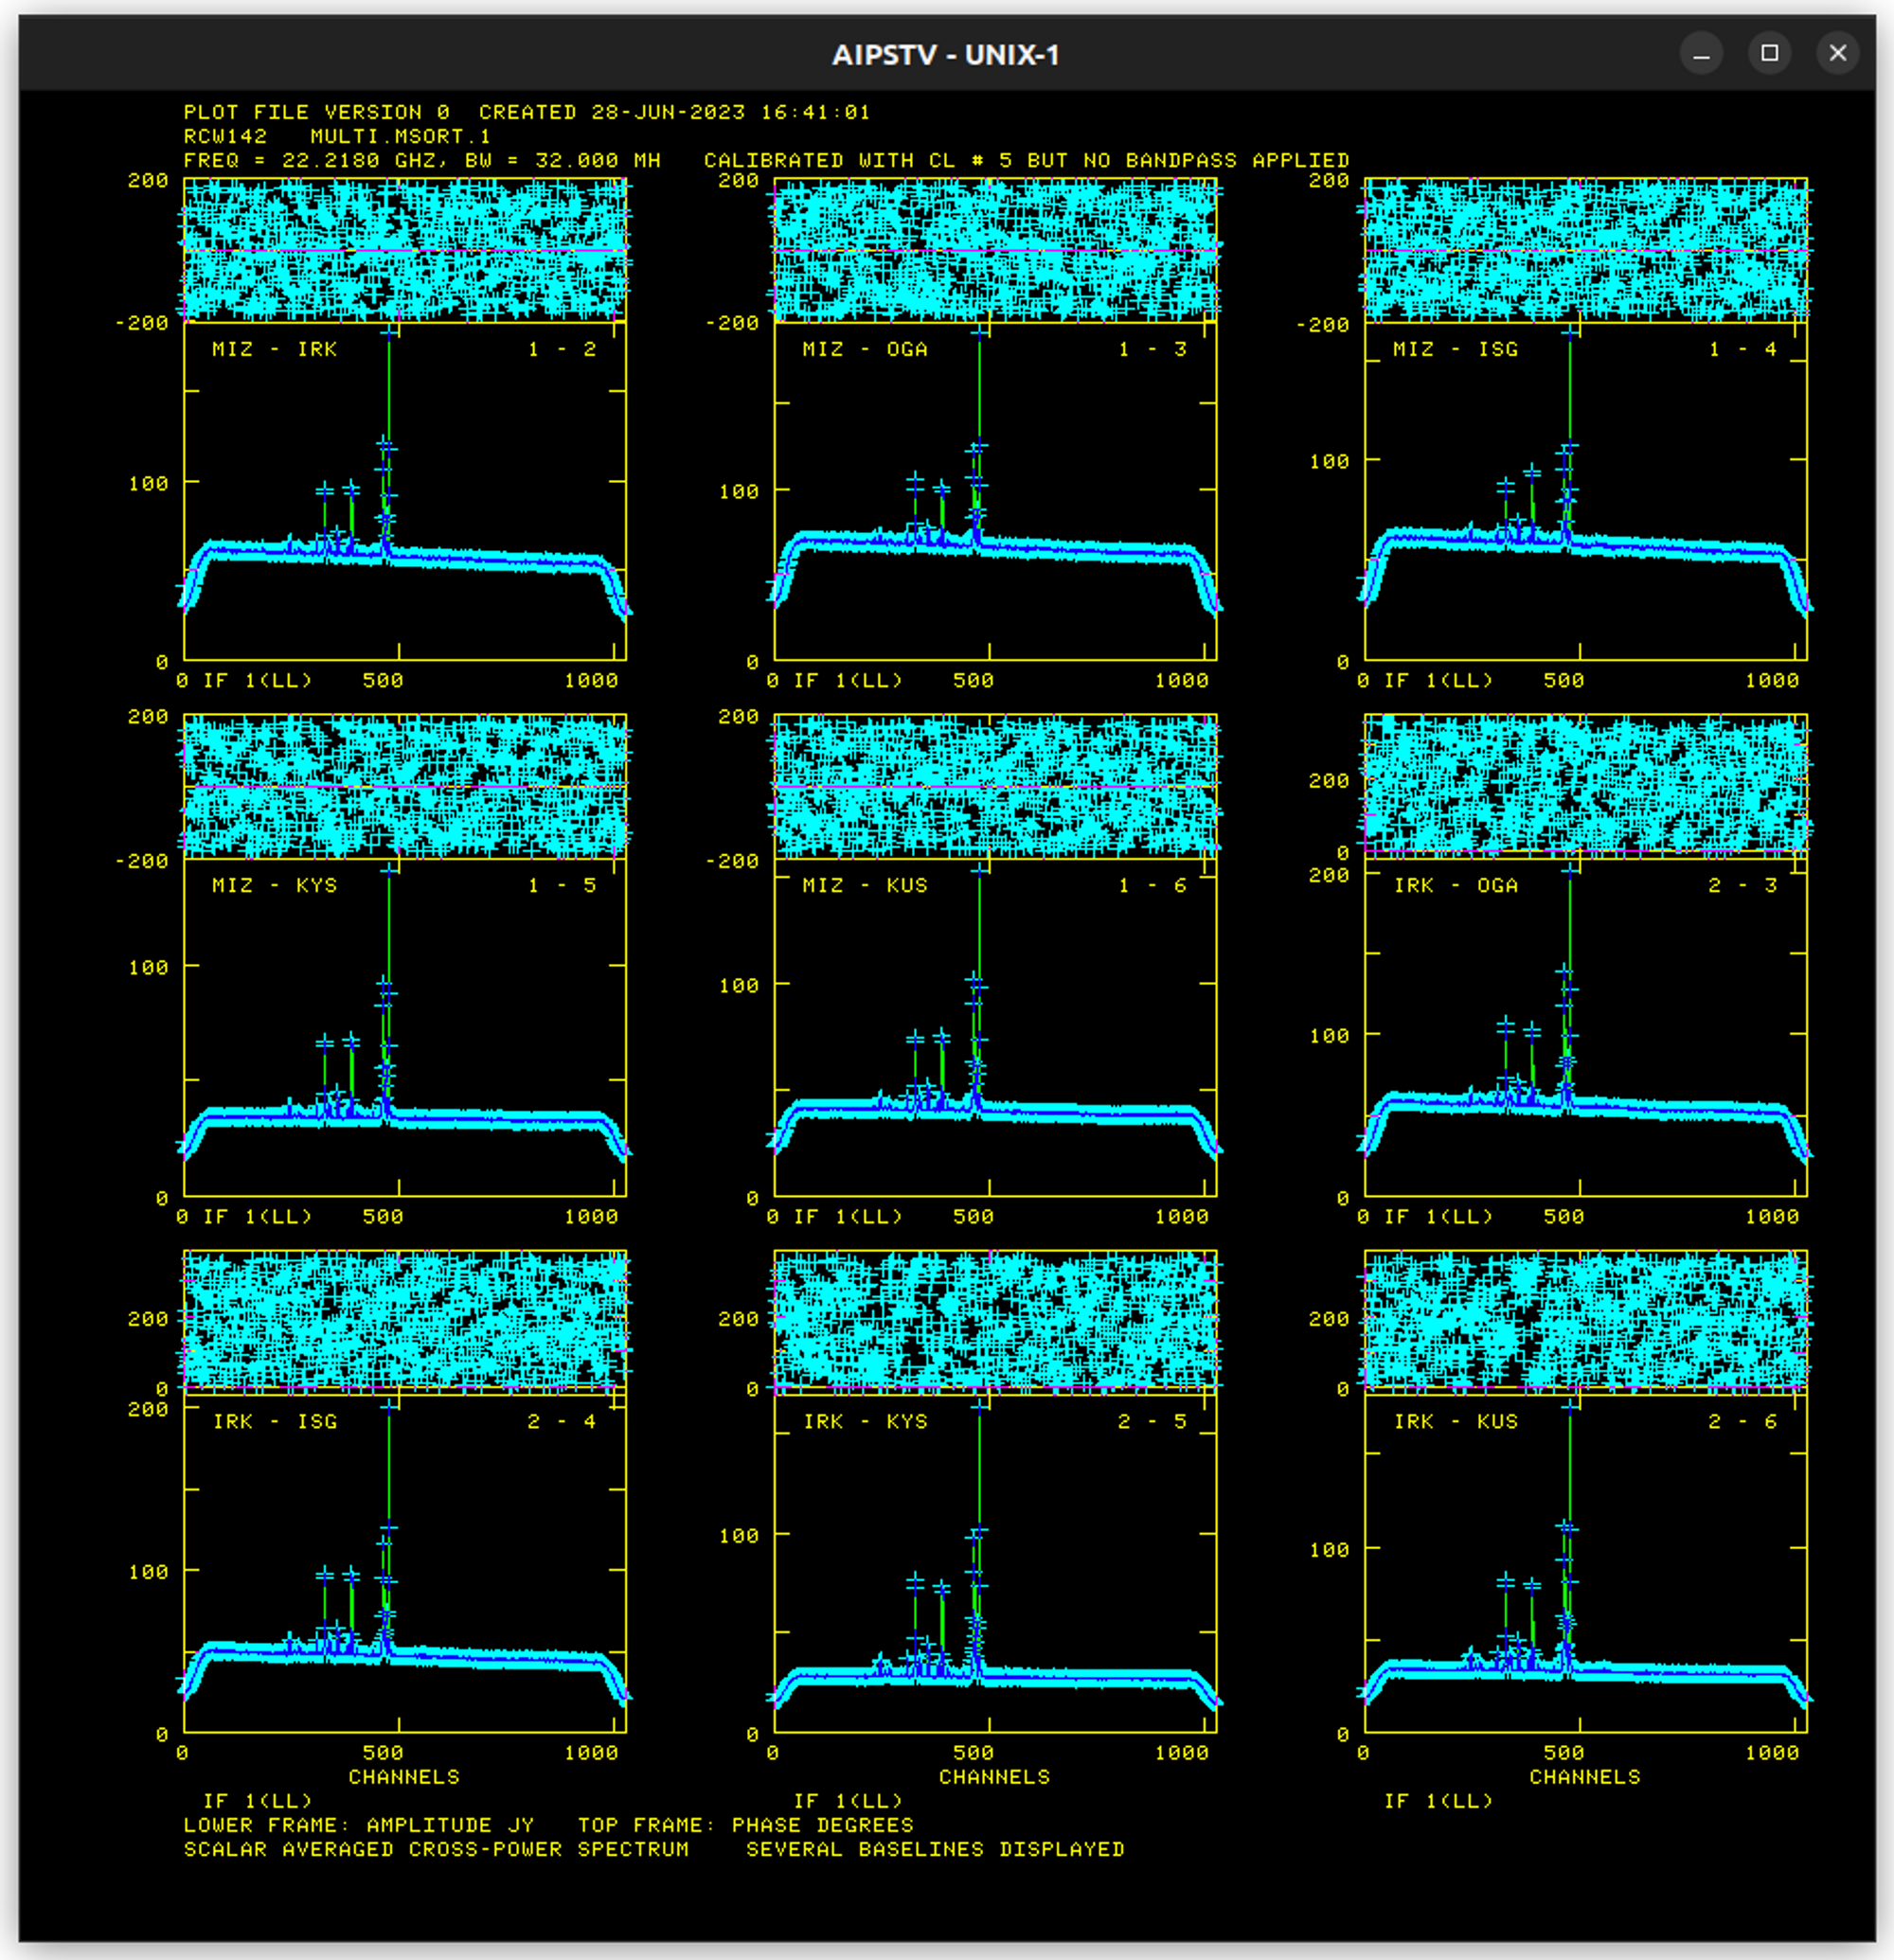 AIPSTV - UNIX-1
PLOT FILE VERSION 0 CREATED 28-JUN-2023 16:41:01
RCW142 MULTI.MSORT.1
FREQ = 22.2180 GHZ, BW = 32.000 MH CALIBRATED WITH CL # 5 BUT NO BANDPASS APPLIED
200 200 200
-200 -200 -200
MIZ - IRK 1 - 2 MIZ - OGA 1 - 3 MIZ - ISG 1 - 4
100 100 100
0 0 0
0 IF 1(LL) 500 1000 0 IF 1(LL) 500 1000 0 IF 1(LL) 500 1000
200 200 200
-200 -200 0
200
MIZ - KYS 1 - 5 MIZ - KUS 1 - 6 IRK - OGA 2 - 3
100 100 100
0 0 0
0 IF 1(LL) 500 1000 0 IF 1(LL) 500 1000 0 IF 1(LL) 500 1000
200 200 200
0 0 0
200
IRK - ISG 2 - 4 IRK - KYS 2 - 5 IRK - KUS 2 - 6
100 100 100
0 0 0
0 500 1000 0 500 1000 0 500 1000
CHANNELS CHANNELS CHANNELS
IF 1(LL) IF 1(LL) IF 1(LL)
LOWER FRAME: AMPLITUDE JY TOP FRAME: PHASE DEGREES
SCALAR AVERAGED CROSS-POWER SPECTRUM SEVERAL BASELINES DISPLAYED